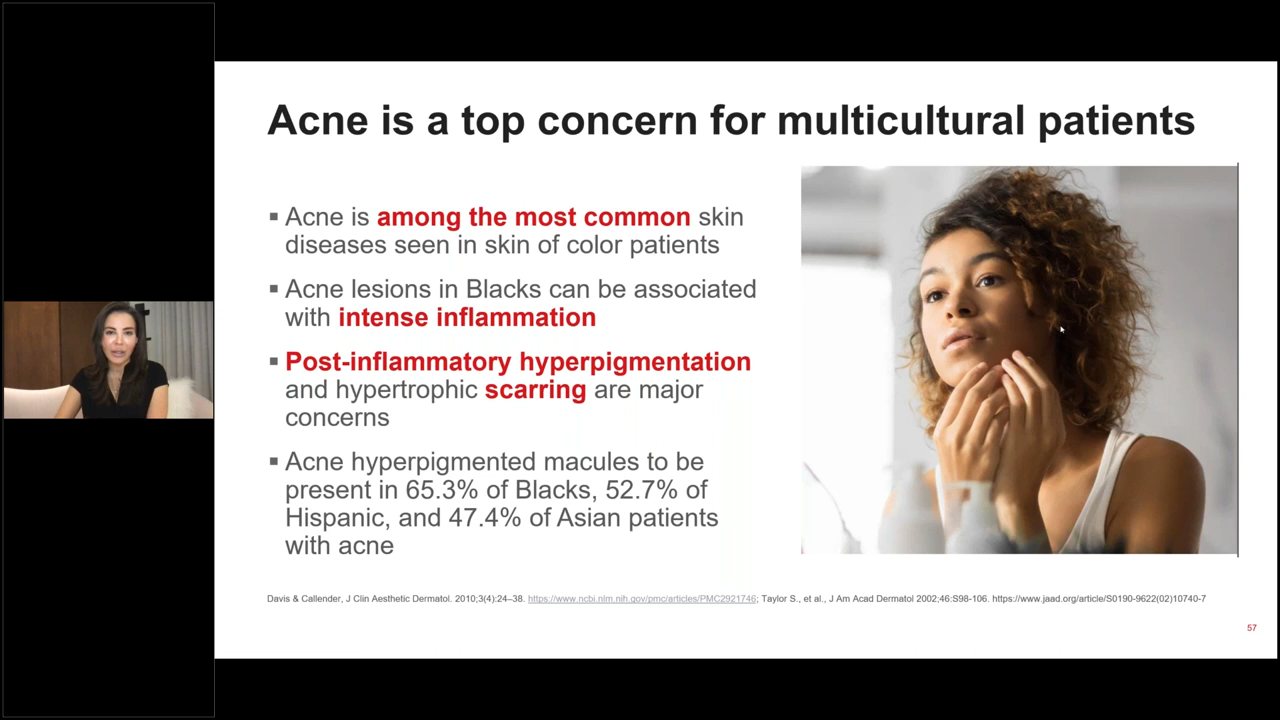 Acne is a top concern for multicultural patients
▪ Acne is among the most common skin
diseases seen in skin of color patients
▪ Acne lesions in Blacks can be associated
with intense inflammation
▪ Post-inflammatory hyperpigmentation
and hypertrophic scarring are major
concerns
▪ Acne hyperpigmented macules to be
present in 65.3% of Blacks, 52.7% of
Hispanic, and 47.4% of Asian patients
with acne
Davis & Callender, J Clin Aesthetic Dermatol. 2010;3(4):24–38. https://www.ncbi.nlm.nih.gov/pmc/articles/PMC2921746; Taylor S., et al., J Am Acad Dermatol 2002;46:S98-106. https://www.jaad.org/article/S0190-9622(02)10740-7
57